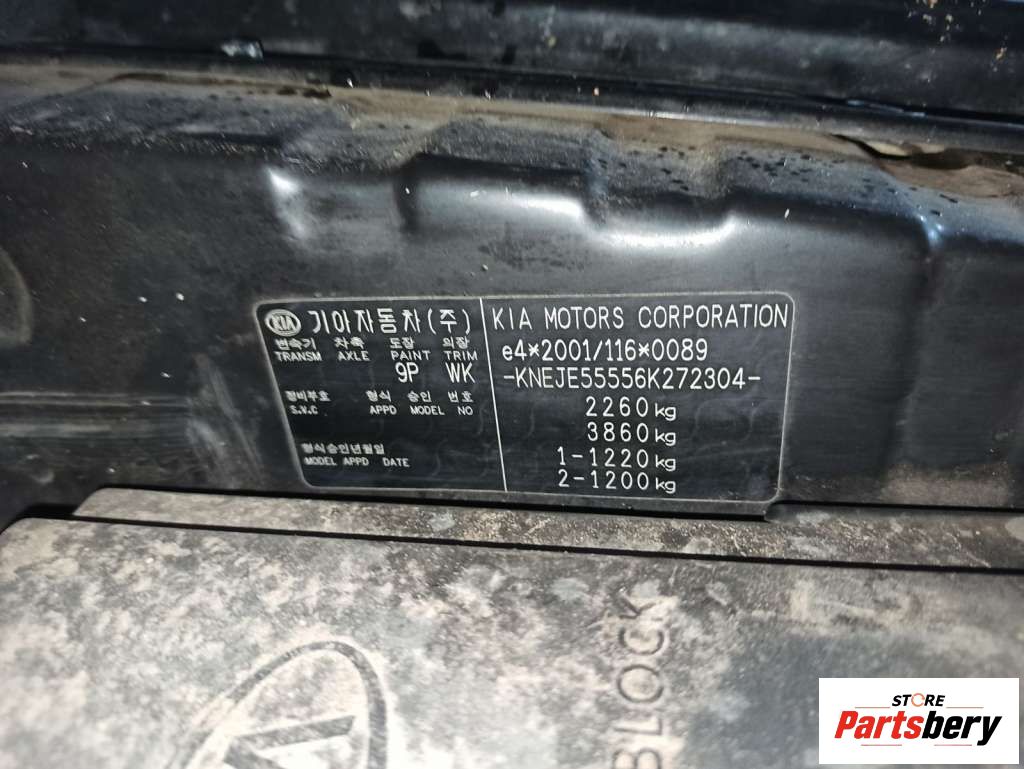 KIA 기아자동차(주)
변속기 차축 도장 의장
TRANSM AXLE PAINT TRIM
9P WK
정비부호 형식 승인 번호
S.V.C APPD MODEL NO
형식승인년월일
MODEL APPD DATE
KIA MOTORS CORPORATION
e4*2001/116*0089
-KNEJE55556K272304-
2260kg
3860kg
1-1220kg
2-1200kg
BLOCK
STORE
Partsbery